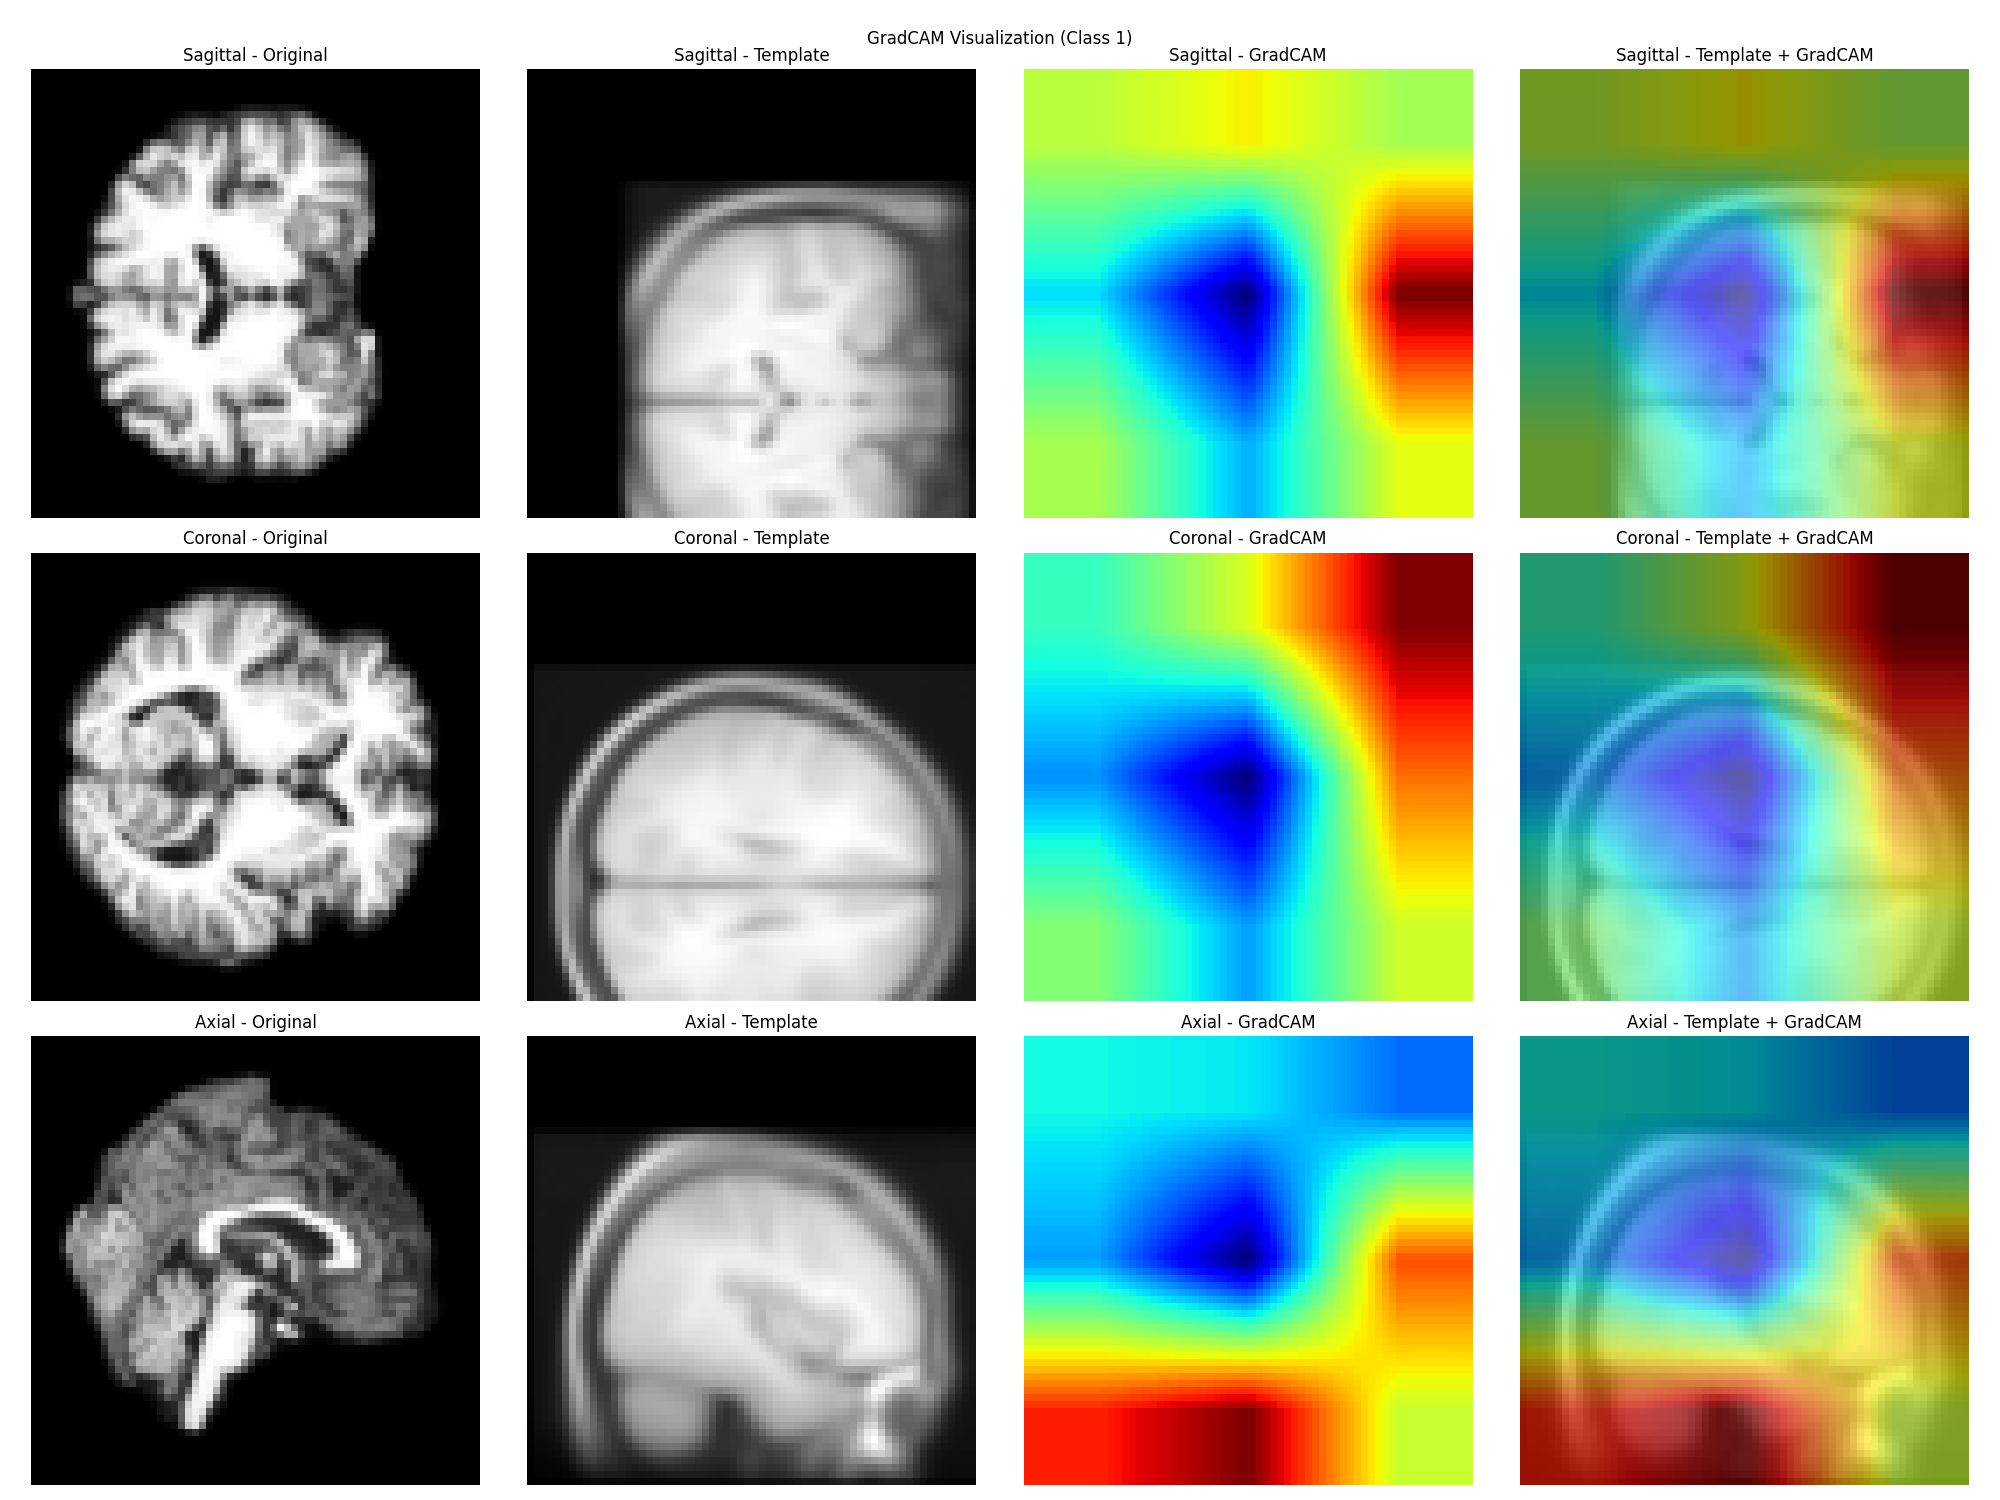 GradCAM Visualization (Class 1)
Sagittal - Original
Sagittal - Template
Sagittal - GradCAM
Sagittal - Template + GradCAM
Coronal - Original
Coronal - Template
Coronal - GradCAM
Coronal - Template + GradCAM
Axial - Original
Axial - Template
Axial - GradCAM
Axial - Template + GradCAM